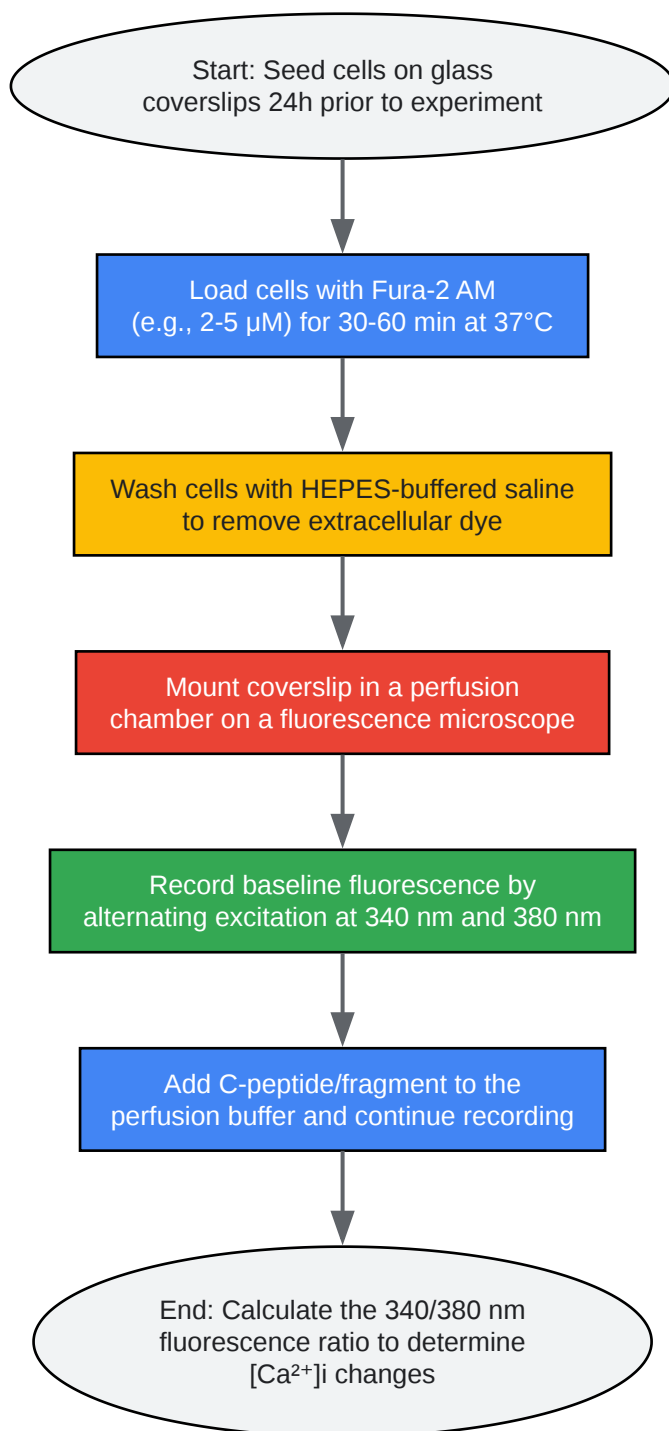 Start: Seed cells on glass
coverslips 24h prior to experiment
Load cells with Fura-2 AM
(e.g., 2-5 μM) for 30-60 min at 37°C
Wash cells with HEPES-buffered saline
to remove extracellular dye
Mount coverslip in a perfusion
chamber on a fluorescence microscope
Record baseline fluorescence by
alternating excitation at 340 nm and 380 nm
Add C-peptide/fragment to the
perfusion buffer and continue recording
End: Calculate the 340/380 nm
fluorescence ratio to determine
[Ca²⁺]i changes